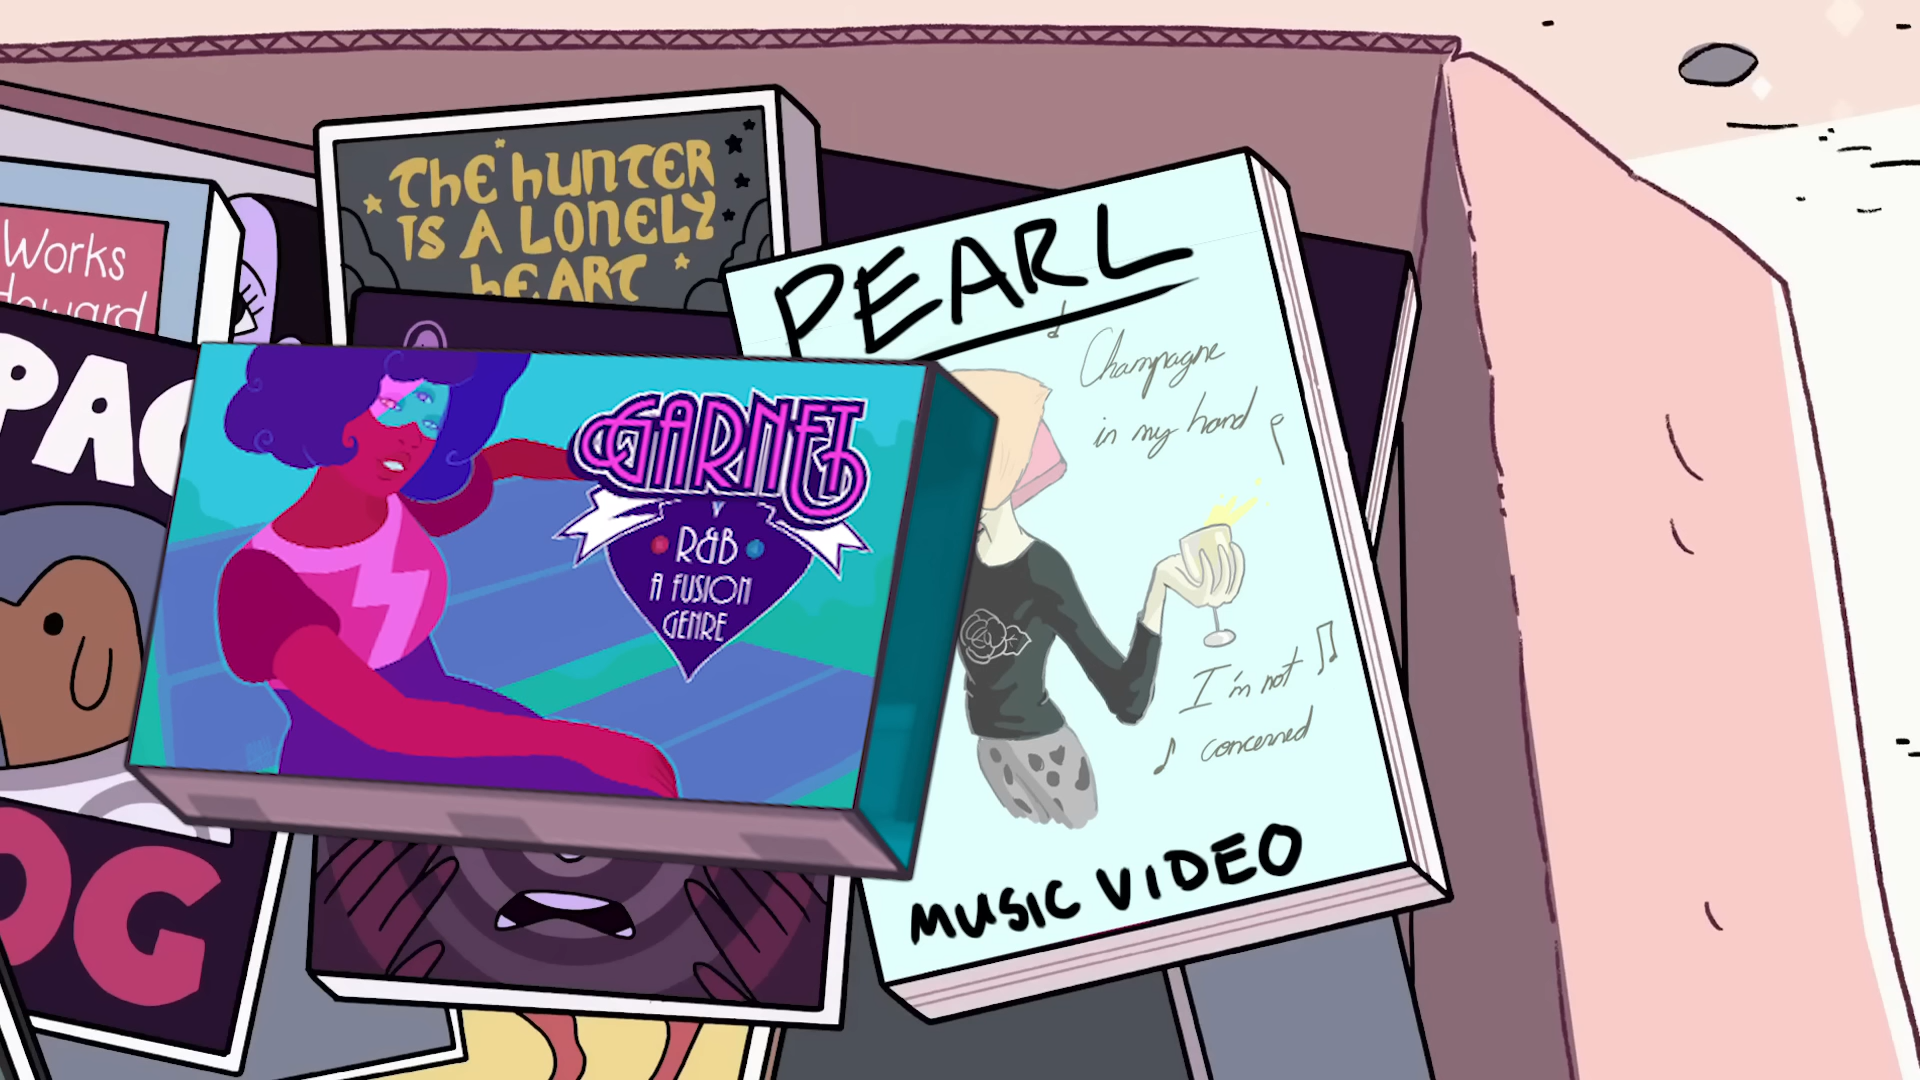 THE HUNTER
IS A LONELY
HEART
Works
PAC
OG
GARNET
R&B
A FUSION
GENRE
PEARL
Champagne
in my hand
I'm not
concerned
MUSIC VIDEO